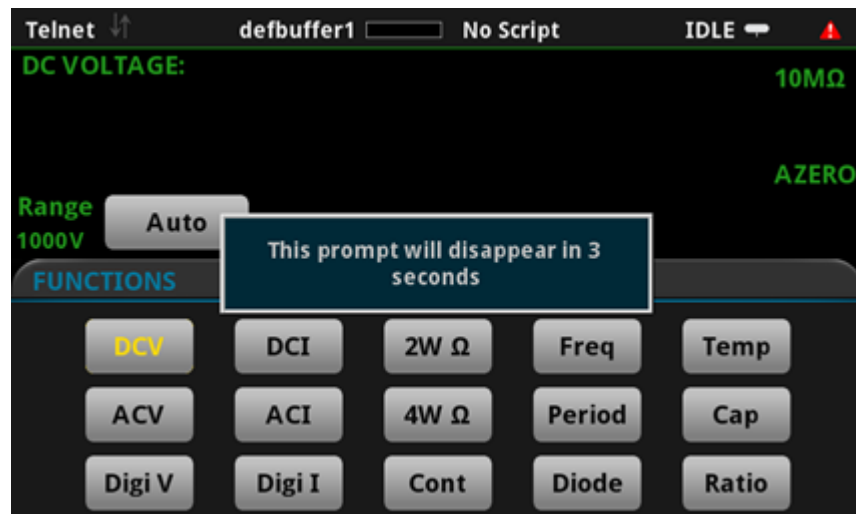 Telnet defbuffer1 No Script IDLE
DC VOLTAGE:
10MΩ
AZERO
Range
1000V
Auto
This prompt will disappear in 3
seconds
FUNCTIONS
DCV DCI 2W Ω Freq Temp
ACV ACI 4W Ω Period Cap
Digi V Digi I Cont Diode Ratio